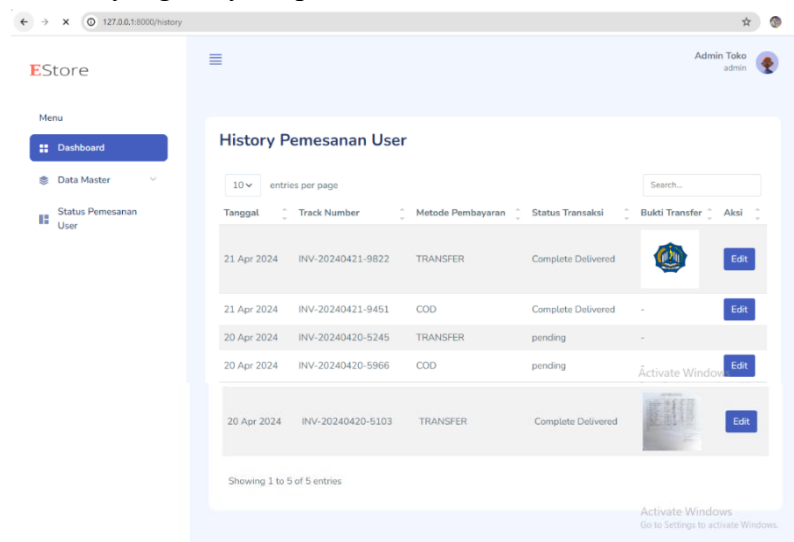 127.0.0.1:8000/history
EStore
Admin Toko
admin
Menu
Dashboard
Data Master
Status Pemesanan
User
History Pemesanan User
10 entries per page
Search...
Tanggal Track Number Metode Pembayaran Status Transaksi Bukti Transfer Aksi
21 Apr 2024 INV-20240421-9822 TRANSFER Complete Delivered Edit
21 Apr 2024 INV-20240421-9451 COD Complete Delivered - Edit
20 Apr 2024 INV-20240420-5245 TRANSFER pending -
20 Apr 2024 INV-20240420-5966 COD pending - Edit
Activate Windows
20 Apr 2024 INV-20240420-5103 TRANSFER Complete Delivered Edit
Showing 1 to 5 of 5 entries
Activate Windows
Go to Settings to activate Windows.